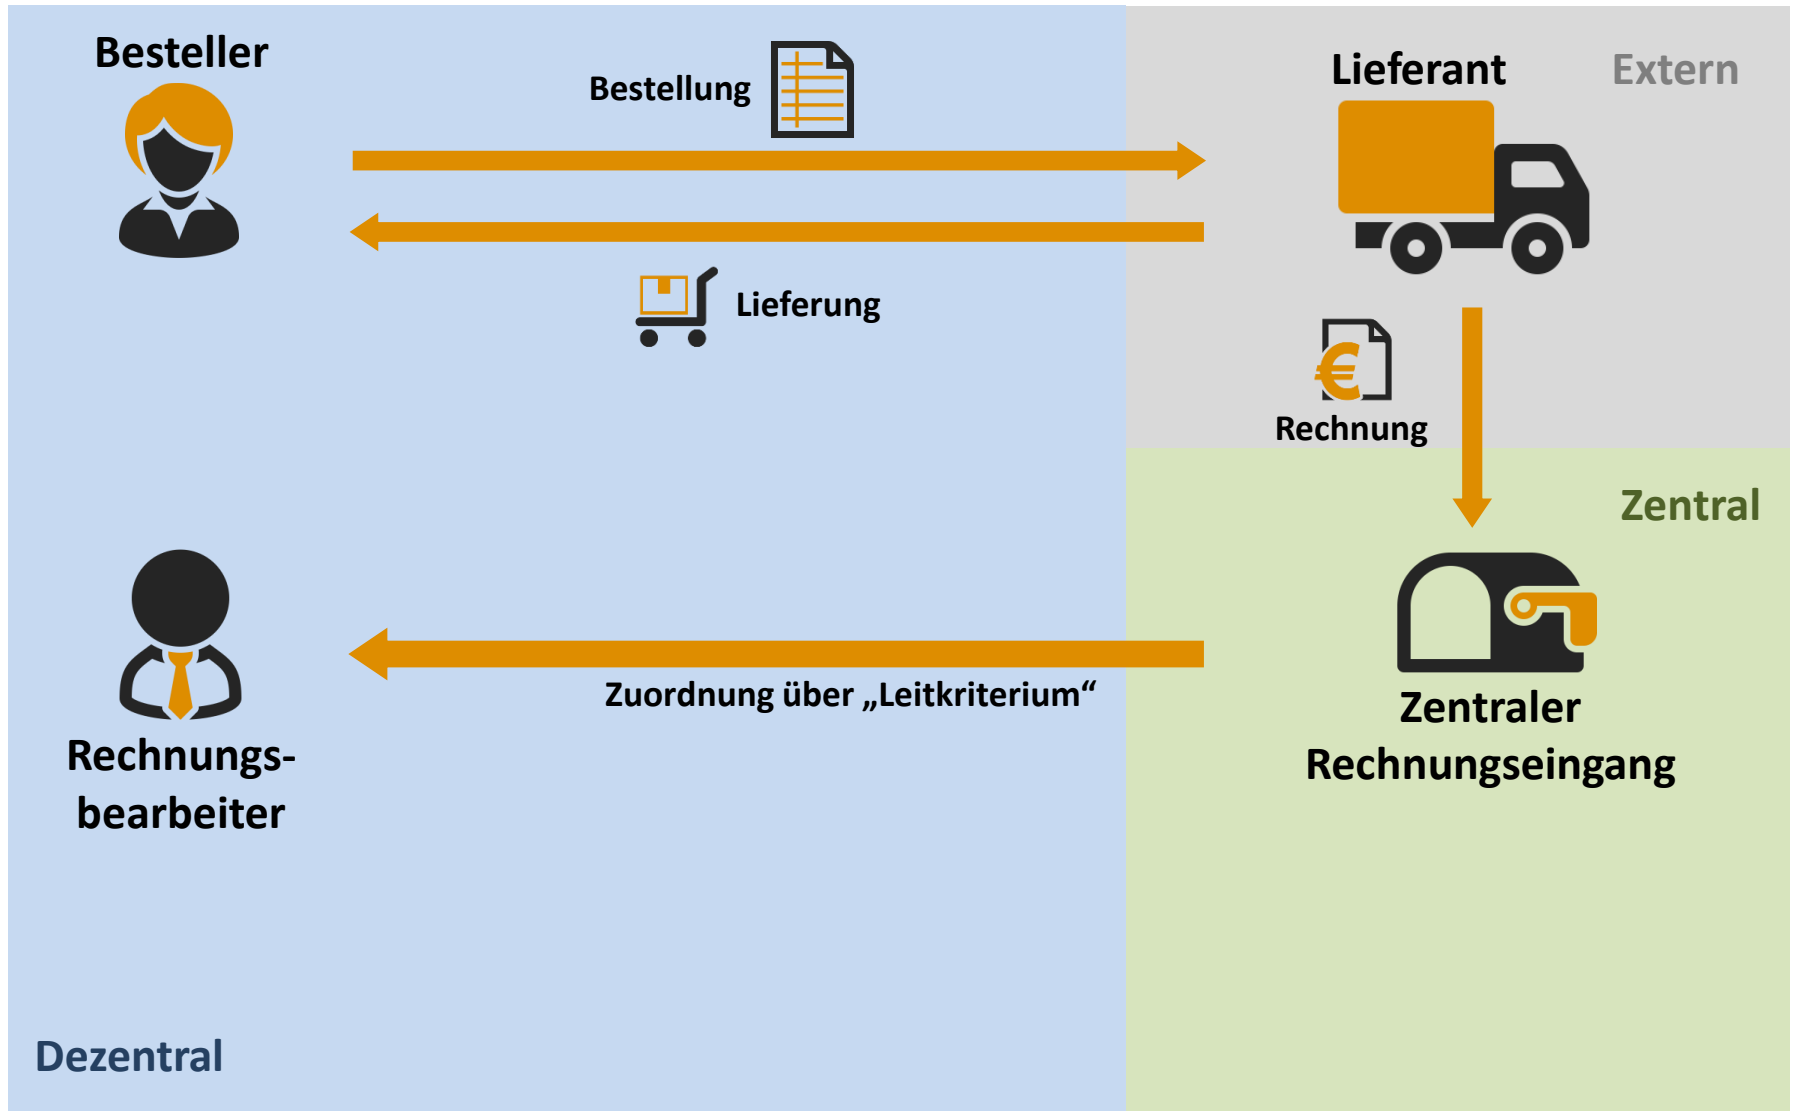 Besteller
Bestellung
Lieferant
Extern
Lieferung
€
Rechnung
Zentral
Zuordnung über „Leitkriterium“
Zentraler
Rechnungseingang
Rechnungs-
bearbeiter
Dezentral